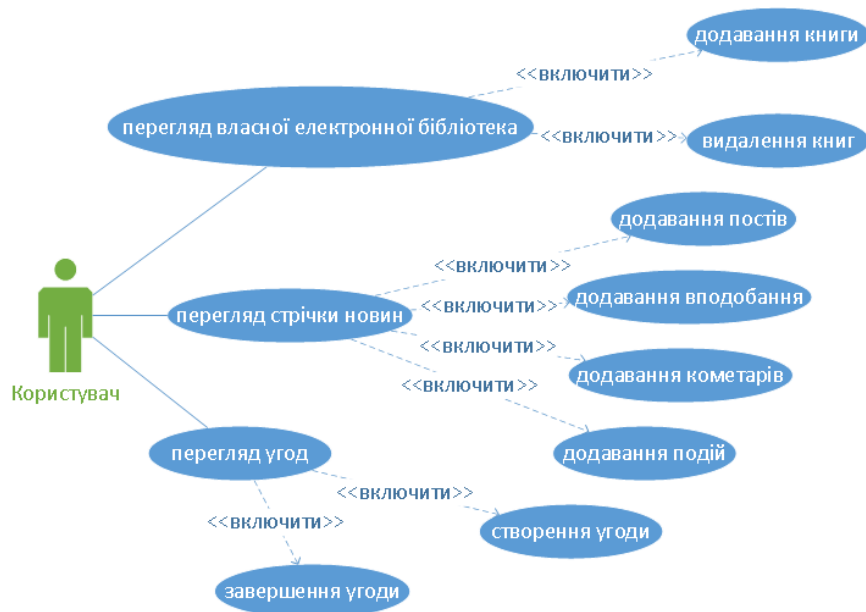 додавання книги
<<включити>>
перегляд власної електронної бібліотека
<<включити>>
видалення книг
додавання постів
<<включити>>
додавання вподобання
<<включити>>
перегляд стрічки новин
<<включити>>
додавання кометарів
<<включити>>
Користувач
перегляд угод
додавання подій
<<включити>>
<<включити>>
створення угоди
завершення угоди